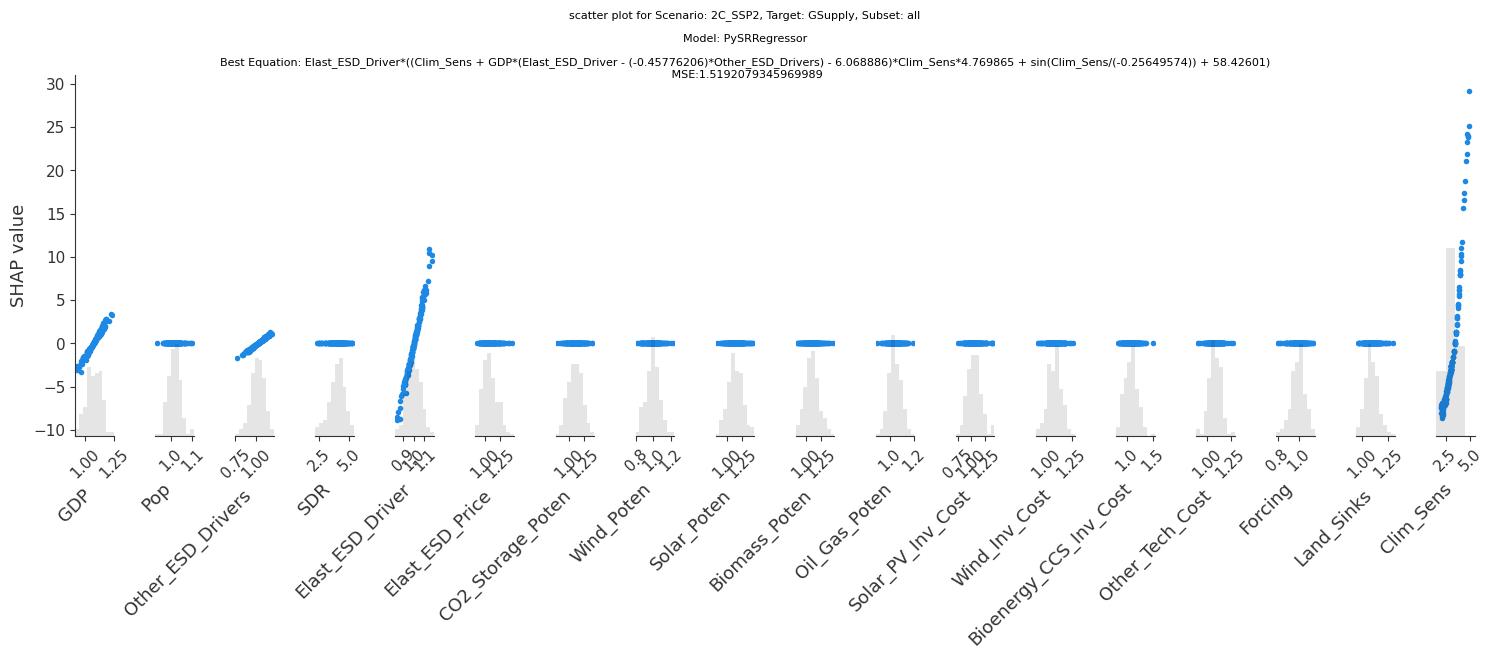 scatter plot for Scenario: 2C_SSP2, Target: GSupply, Subset: all
Model: PySRRegressor
Best Equation: Elast_ESD_Driver*((Clim_Sens + GDP*(Elast_ESD_Driver - (-0.45776206)*Other_ESD_Drivers) - 6.068886)*Clim_Sens*4.769865 + sin(Clim_Sens/(-0.25649574)) + 58.42601)
MSE:1.5192079345969989
30
25
20
15
10
5
0
−5
−10
SHAP value
1.00 1.25
1.0 1.1
0.75 1.00
2.5 5.0
0.9 1.0 1.1
1.00 1.25
1.00 1.25
0.8 1.0 1.2
1.00 1.25
1.00 1.25
1.0 1.2
0.75 1.00 1.25
1.00 1.25
1.0 1.5
1.00 1.25
0.8 1.0
1.00 1.25
2.5 5.0
GDP
Pop
Other_ESD_Drivers
SDR
Elast_ESD_Driver
Elast_ESD_Price
CO2_Storage_Poten
Wind_Poten
Solar_Poten
Biomass_Poten
Oil_Gas_Poten
Solar_PV_Inv_Cost
Wind_Inv_Cost
Bioenergy_CCS_Inv_Cost
Other_Tech_Cost
Forcing
Land_Sinks
Clim_Sens